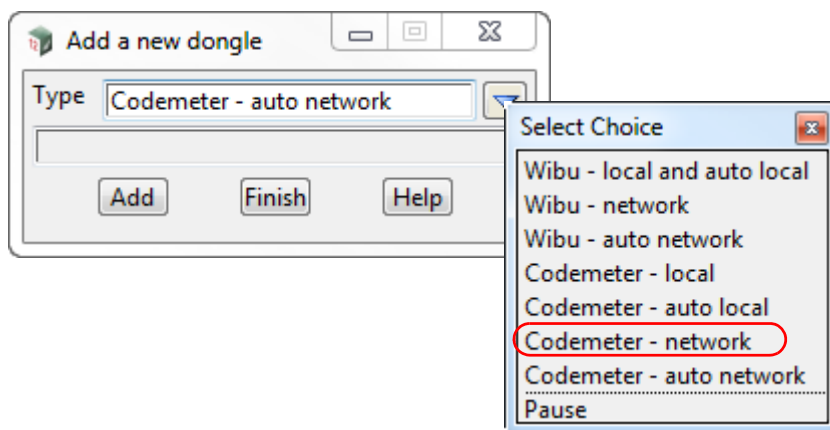 Add a new dongle
Type Codemeter - auto network
Add Finish Help
Select Choice
Wibu - local and auto local
Wibu - network
Wibu - auto network
Codemeter - local
Codemeter - auto local
Codemeter - network
Codemeter - auto network
Pause